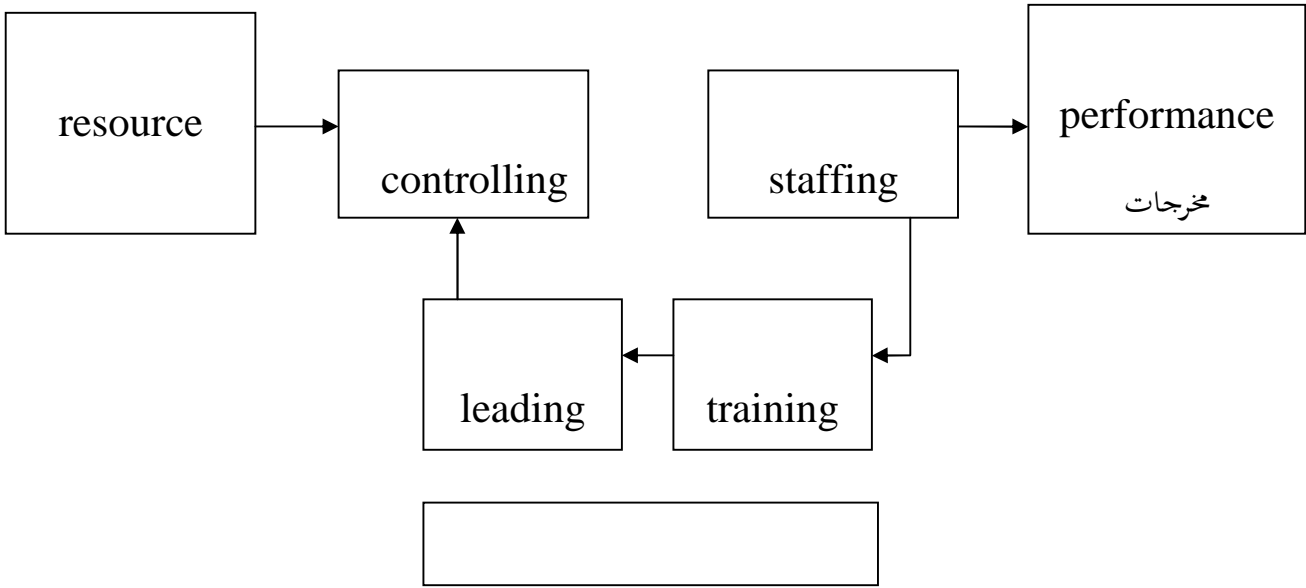 resource
controlling
staffing
performance
مخرجات
leading
training